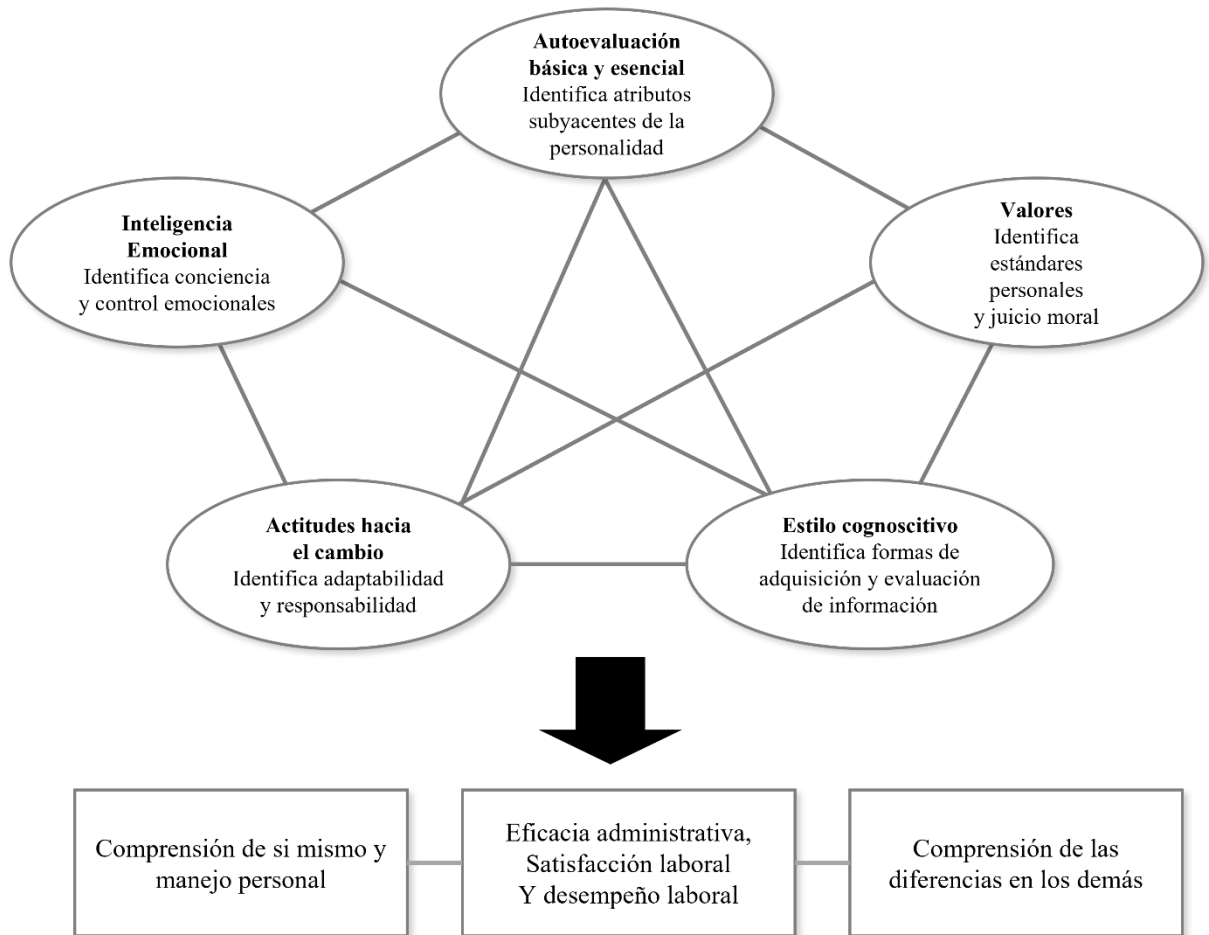 Autoevaluación
básica y esencial
Identifica atributos
subyacentes de la
personalidad
Inteligencia
Emocional
Identifica conciencia
y control emocionales
Valores
Identifica
estándares
personales
y juicio moral
Actitudes hacia
el cambio
Identifica adaptabilidad
y responsabilidad
Estilo cognoscitivo
Identifica formas de
adquisición y evaluación
de información
Comprensión de si mismo y
manejo personal
Eficacia administrativa,
Satisfacción laboral
Y desempeño laboral
Comprensión de las
diferencias en los demás